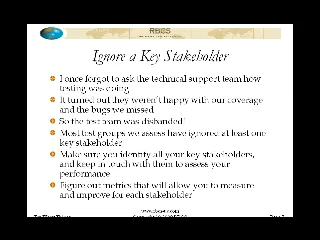 RBCS
Ignore a Key Stakeholder
I once forgot to ask the technical support team how
testing was doing
It turned out they weren't happy with our coverage
and the bugs we missed
So the test team was disbanded!
Most test groups we assess have ignored at least one
key stakeholder
Make sure you identify all your key stakeholders,
and keep in touch with them to assess your
performance
Figure out metrics that will allow you to measure
and improve for each stakeholder